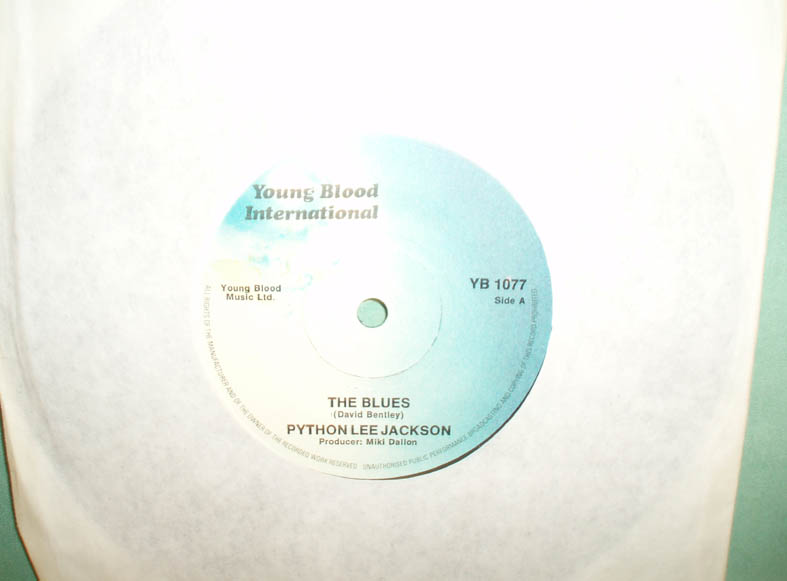 Young Blood
International
Young Blood
Music Ltd.
YB 1077
Side A
THE BLUES
(David Bentley)
PYTHON LEE JACKSON
Producer: Miki Dallon
ALL RIGHTS OF THE MANUFACTURER AND OF THE OWNER OF THE RECORDED WORK RESERVED UNAUTHORISED PUBLIC PERFORMANCE BROADCASTING AND COPYING OF THIS RECORD PROHIBITED